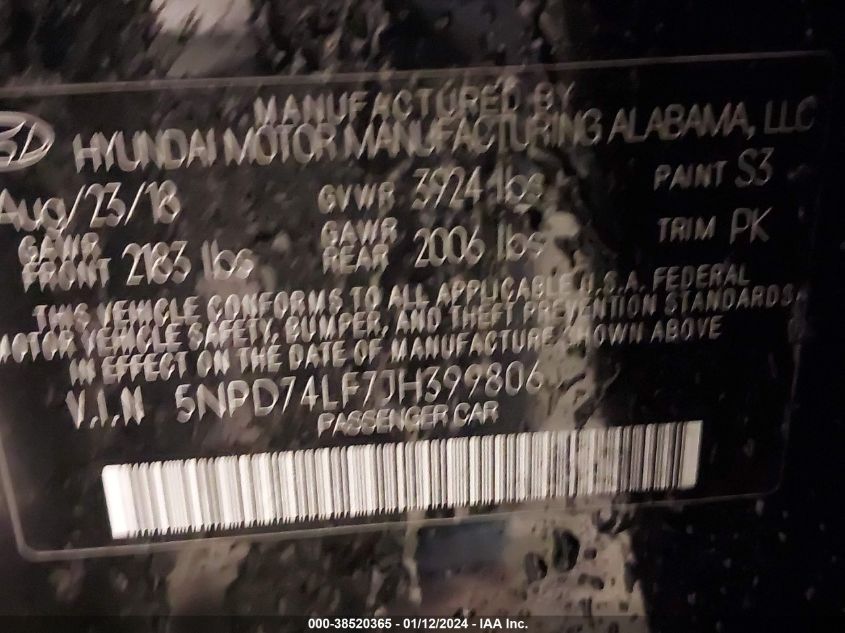 MANUFACTURED BY
HYUNDAI MOTOR MANUFACTURING ALABAMA, LLC
Aug/23/18 GVWR 3924 lbs PAINT S3
GAWR FRONT 2183 lbs GAWR REAR 2006 lbs TRIM PK
THIS VEHICLE CONFORMS TO ALL APPLICABLE U.S.A. FEDERAL
MOTOR VEHICLE SAFETY, BUMPER, AND THEFT PREVENTION STANDARDS
IN EFFECT ON THE DATE OF MANUFACTURE SHOWN ABOVE
V.I.N 5NPD74LF7JH399806
PASSENGER CAR
000-38520365 - 01/12/2024 - IAA Inc.